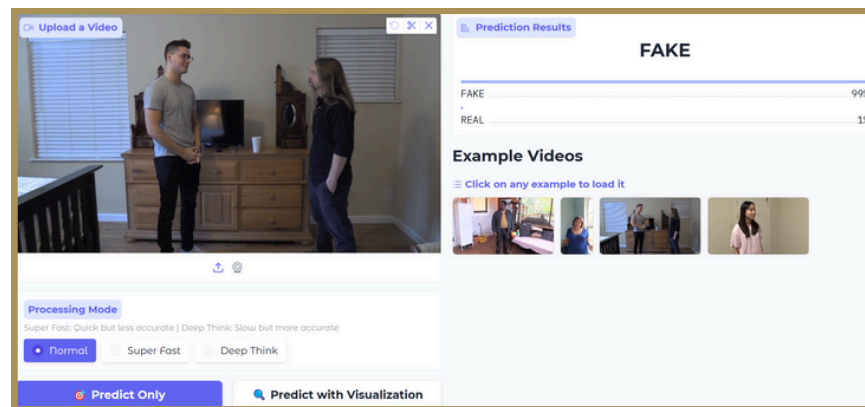 Upload a Video
Prediction Results
FAKE
FAKE 99%
REAL 1%
Example Videos
Click on any example to load it
Processing Mode
Super Fast: Quick but less accurate | Deep Think: Slow but more accurate
Normal
Super Fast
Deep Think
Predict Only
Predict with Visualization